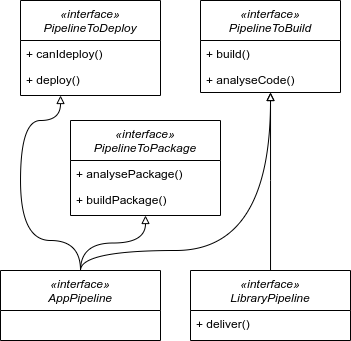 «interface»
PipelineToDeploy
+ canIdeploy()
+ deploy()
«interface»
PipelineToBuild
+ build()
+ analyseCode()
«interface»
PipelineToPackage
+ analysePackage()
+ buildPackage()
«interface»
AppPipeline
«interface»
LibraryPipeline
+ deliver()